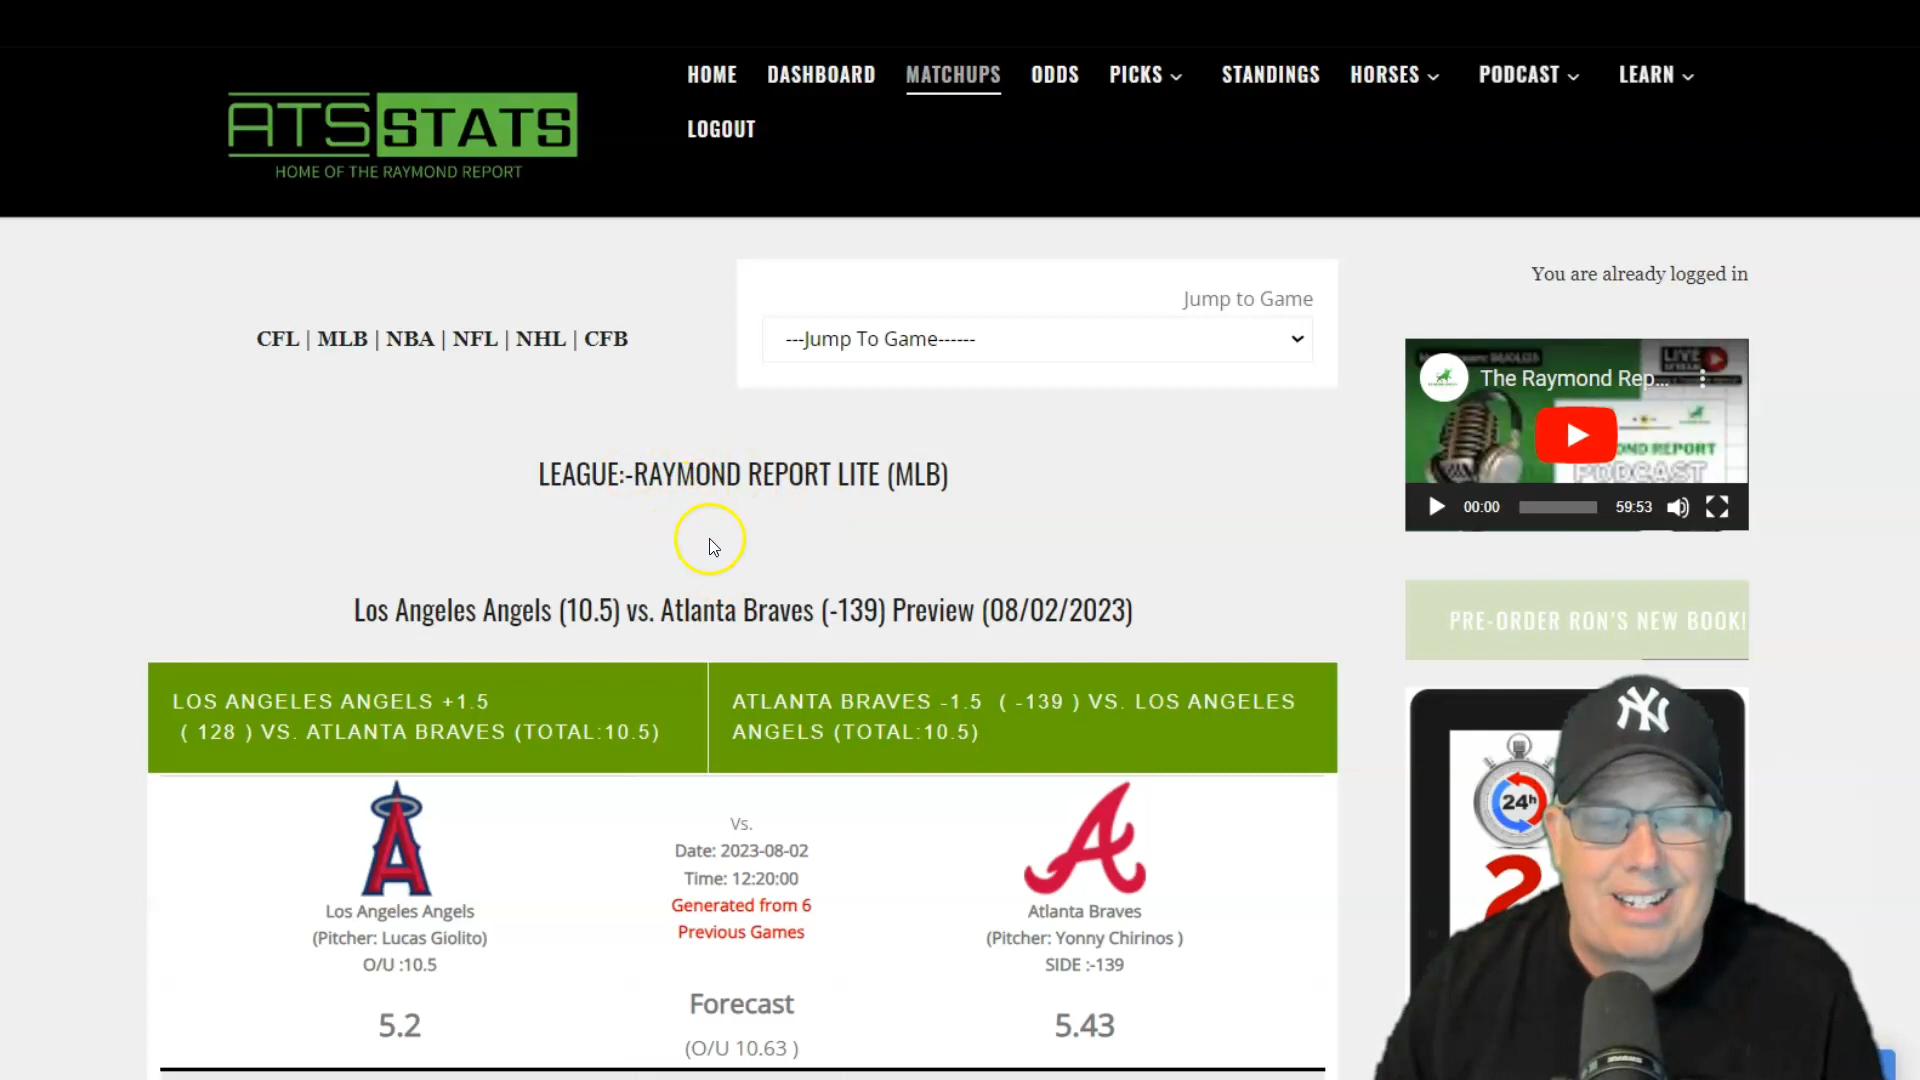 HOME DASHBOARD MATCHUPS ODDS PICKS STANDINGS HORSES PODCAST LEARN
LOGOUT
ATS STATS
HOME OF THE RAYMOND REPORT
You are already logged in
Jump to Game
---Jump To Game------
CFL | MLB | NBA | NFL | NHL | CFB
The Raymond Rep...
LIVE
OND REPORT
PODCAST
00:00 59:53
LEAGUE:-RAYMOND REPORT LITE (MLB)
Los Angeles Angels (10.5) vs. Atlanta Braves (-139) Preview (08/02/2023)
PRE-ORDER RON'S NEW BOOK!
LOS ANGELES ANGELS +1.5
( 128 ) VS. ATLANTA BRAVES (TOTAL:10.5)
ATLANTA BRAVES -1.5 ( -139 ) VS. LOS ANGELES
ANGELS (TOTAL:10.5)
A
Los Angeles Angels
(Pitcher: Lucas Giolito)
O/U :10.5
5.2
Vs.
Date: 2023-08-02
Time: 12:20:00
Generated from 6
Previous Games
Forecast
(O/U 10.63 )
A
Atlanta Braves
(Pitcher: Yonny Chirinos )
SIDE :-139
5.43
24h
2
NY